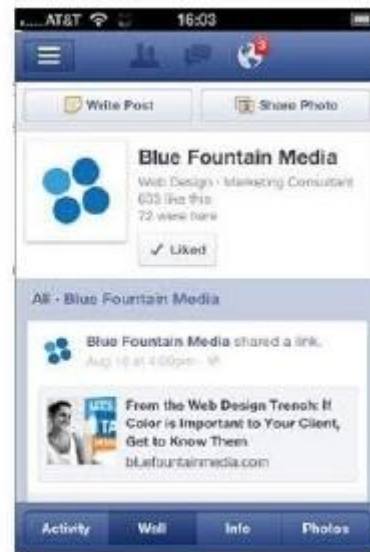 AT&T 16:03
3
Write Post Share Photo
Blue Fountain Media
Web Design · Marketing Consultant
633 like this
72 were here
✓ Liked
All · Blue Fountain Media
Blue Fountain Media shared a link.
From the Web Design Trench: If
Color is Important to Your Client,
Get to Know Them
bluefountainmedia.com
Activity Wall Info Photos